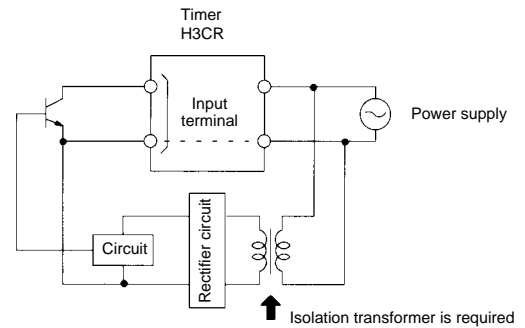 Timer
H3CR
Input
terminal
Power supply
Circuit
Rectifier circuit
Isolation transformer is required